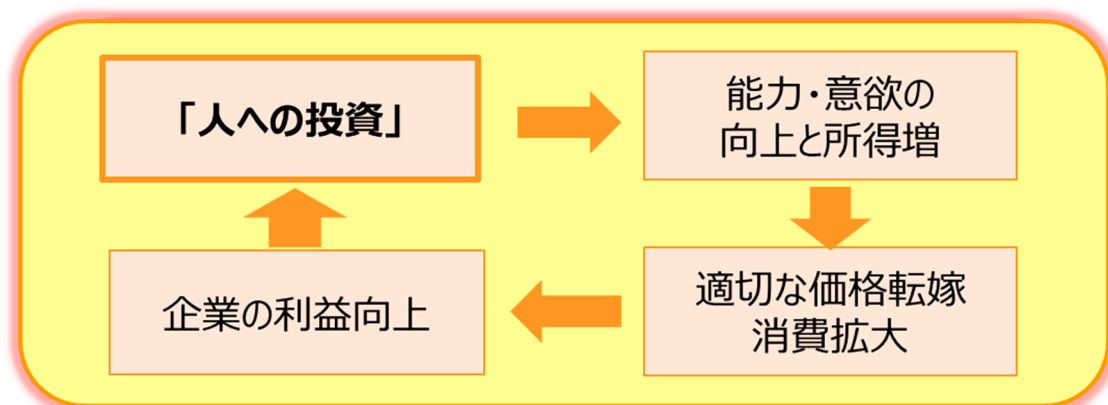 「人への投資」
能力・意欲の
向上と所得増
適切な価格転嫁
消費拡大
企業の利益向上